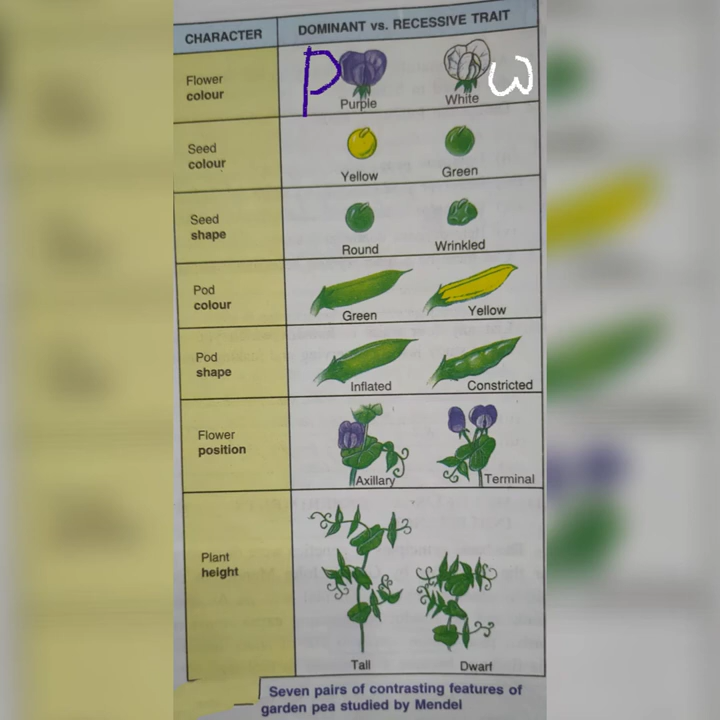 CHARACTER DOMINANT vs. RECESSIVE TRAIT
Flower
colour
P Purple White W
Seed
colour
Yellow Green
Seed
shape
Round Wrinkled
Pod
colour
Green Yellow
Pod
shape
Inflated Constricted
Flower
position
Axillary Terminal
Plant
height
Tall Dwarf
Seven pairs of contrasting features of
garden pea studied by Mendel